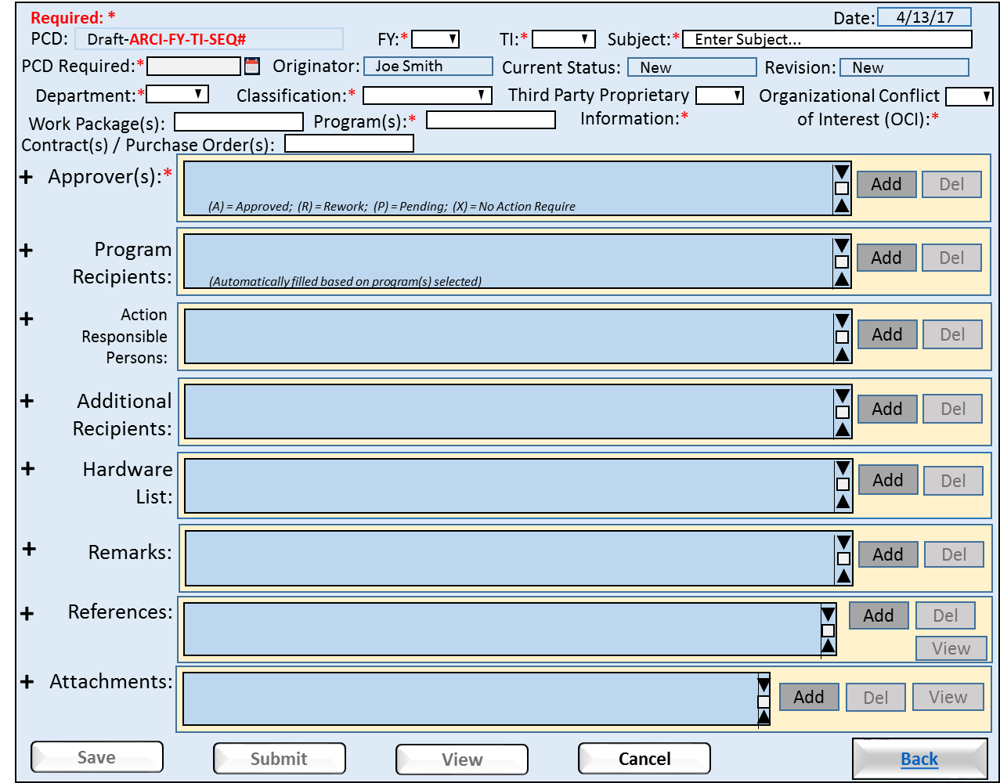 Required: * Date: 4/13/17
PCD: Draft-ARCI-FY-TI-SEQ# FY:* TI:* Subject:* Enter Subject...
PCD Required:* Originator: Joe Smith Current Status: New Revision: New
Department:* Classification:* Third Party Proprietary Organizational Conflict
Work Package(s): Program(s):* Information:* of Interest (OCI):*
Contract(s) / Purchase Order(s):
+ Approver(s):* Add Del
(A) = Approved; (R) = Rework; (P) = Pending; (X) = No Action Require
+ Program Add Del
Recipients: (Automatically filled based on program(s) selected)
+ Action
Responsible Add Del
Persons:
+ Additional Add Del
Recipients:
+ Hardware Add Del
List:
+ Remarks: Add Del
+ References: Add Del
View
+ Attachments: Add Del View
Save Submit View Cancel Back